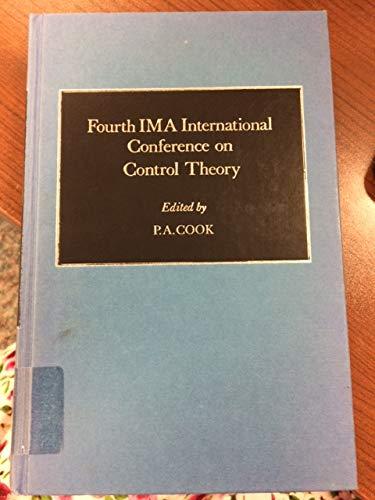 Fourth IMA International
Conference on
Control Theory
Edited by
P.A.COOK